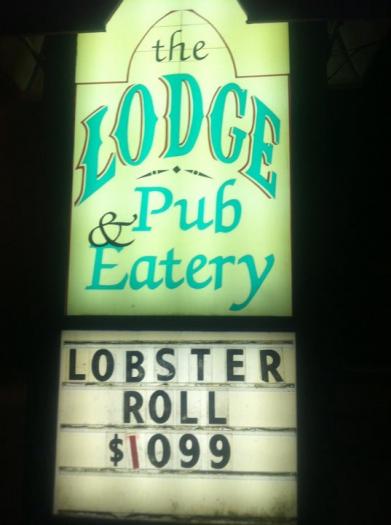 the
LODGE
Pub
& Eatery
LOBSTER
ROLL
$1099